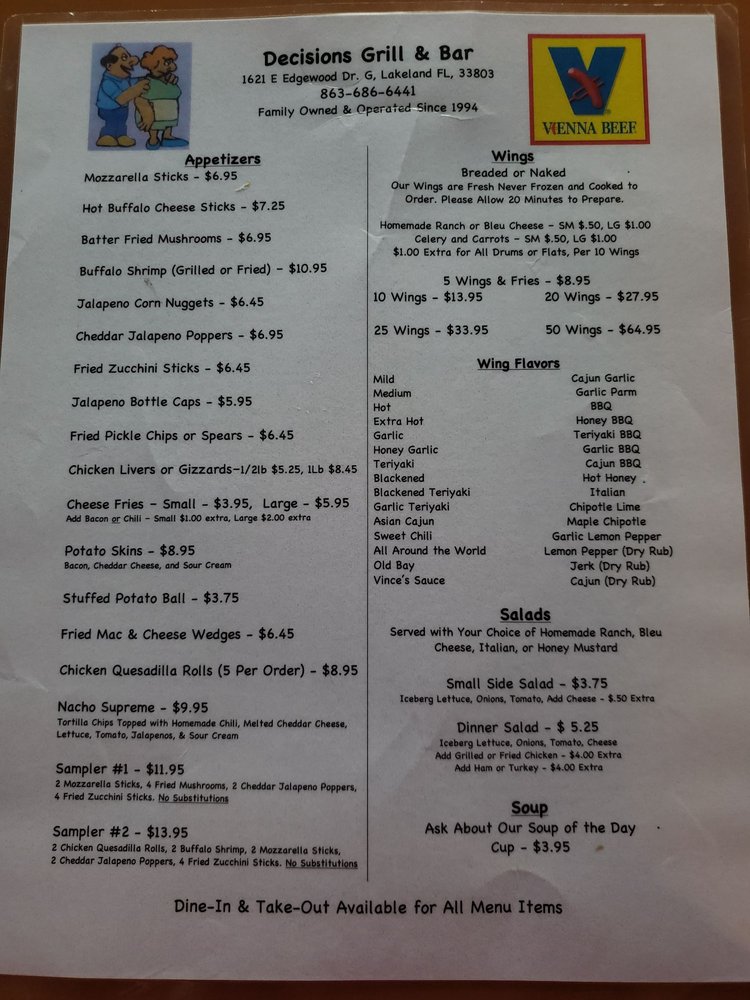 Decisions Grill & Bar
1621 E Edgewood Dr. G, Lakeland FL, 33803
863-686-6441
Family Owned & Operated Since 1994
V
VIENNA BEEF
Appetizers
Mozzarella Sticks - $6.95
Hot Buffalo Cheese Sticks - $7.25
Batter Fried Mushrooms - $6.95
Buffalo Shrimp (Grilled or Fried) - $10.95
Jalapeno Corn Nuggets - $6.45
Cheddar Jalapeno Poppers - $6.95
Fried Zucchini Sticks - $6.45
Jalapeno Bottle Caps - $5.95
Fried Pickle Chips or Spears - $6.45
Chicken Livers or Gizzards-1/2lb $5.25, 1Lb $8.45
Cheese Fries - Small - $3.95, Large - $5.95
Add Bacon or Chili - Small $1.00 extra, Large $2.00 extra
Potato Skins - $8.95
Bacon, Cheddar Cheese, and Sour Cream
Stuffed Potato Ball - $3.75
Fried Mac & Cheese Wedges - $6.45
Chicken Quesadilla Rolls (5 Per Order) - $8.95
Nacho Supreme - $9.95
Tortilla Chips Topped with Homemade Chili, Melted Cheddar Cheese,
Lettuce, Tomato, Jalapenos, & Sour Cream
Sampler #1 - $11.95
2 Mozzarella Sticks, 4 Fried Mushrooms, 2 Cheddar Jalapeno Poppers,
4 Fried Zucchini Sticks. No Substitutions
Sampler #2 - $13.95
2 Chicken Quesadilla Rolls, 2 Buffalo Shrimp, 2 Mozzarella Sticks,
2 Cheddar Jalapeno Poppers, 4 Fried Zucchini Sticks. No Substitutions
Wings
Breaded or Naked
Our Wings are Fresh Never Frozen and Cooked to
Order. Please Allow 20 Minutes to Prepare.
Homemade Ranch or Bleu Cheese - SM $.50, LG $1.00
Celery and Carrots - SM $.50, LG $1.00
$1.00 Extra for All Drums or Flats, Per 10 Wings
5 Wings & Fries - $8.95
10 Wings - $13.95 20 Wings - $27.95
25 Wings - $33.95 50 Wings - $64.95
Wing Flavors
Mild Cajun Garlic
Medium Garlic Parm
Hot BBQ
Extra Hot Honey BBQ
Garlic Teriyaki BBQ
Honey Garlic Garlic BBQ
Teriyaki Cajun BBQ
Blackened Hot Honey
Blackened Teriyaki Italian
Garlic Teriyaki Chipotle Lime
Asian Cajun Maple Chipotle
Sweet Chili Garlic Lemon Pepper
All Around the World Lemon Pepper (Dry Rub)
Old Bay Jerk (Dry Rub)
Vince's Sauce Cajun (Dry Rub)
Salads
Served with Your Choice of Homemade Ranch, Bleu
Cheese, Italian, or Honey Mustard
Small Side Salad - $3.75
Iceberg Lettuce, Onions, Tomato, Add Cheese - $.50 Extra
Dinner Salad - $ 5.25
Iceberg Lettuce, Onions, Tomato, Cheese
Add Grilled or Fried Chicken - $4.00 Extra
Add Ham or Turkey - $4.00 Extra
Soup
Ask About Our Soup of the Day
Cup - $3.95
Dine-In & Take-Out Available for All Menu Items